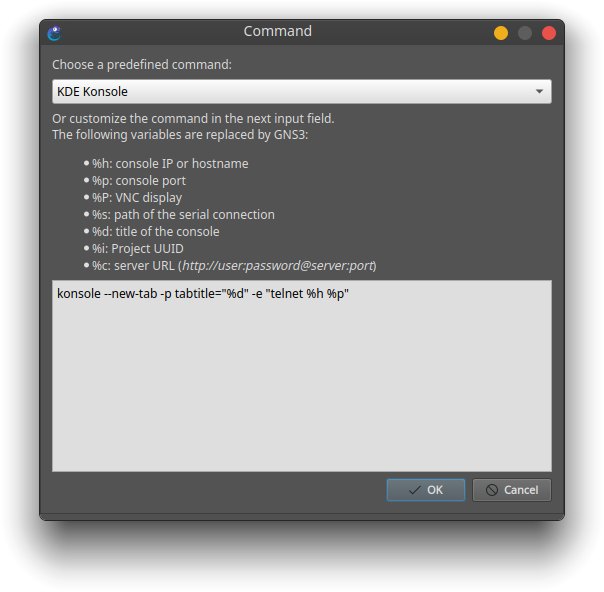 Command
Choose a predefined command:
KDE Konsole
Or customize the command in the next input field.
The following variables are replaced by GNS3:
• %h: console IP or hostname
• %p: console port
• %P: VNC display
• %s: path of the serial connection
• %d: title of the console
• %i: Project UUID
• %c: server URL (http://user:password@server:port)
konsole --new-tab -p tabtitle="%d" -e "telnet %h %p"
OK
Cancel